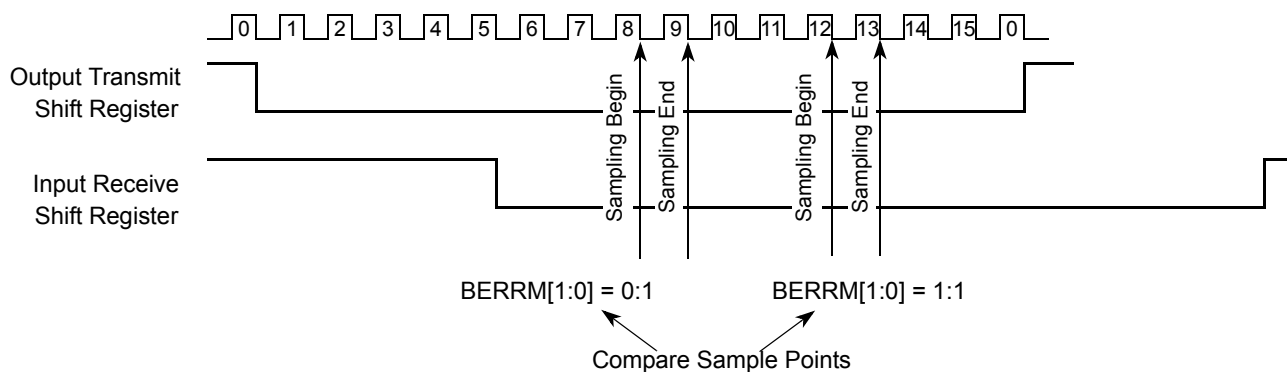 0 1 2 3 4 5 6 7 8 9 10 11 12 13 14 15 0
Output Transmit
Shift Register
Sampling Begin
Sampling End
Sampling Begin
Sampling End
Input Receive
Shift Register
BERRM[1:0] = 0:1
BERRM[1:0] = 1:1
Compare Sample Points